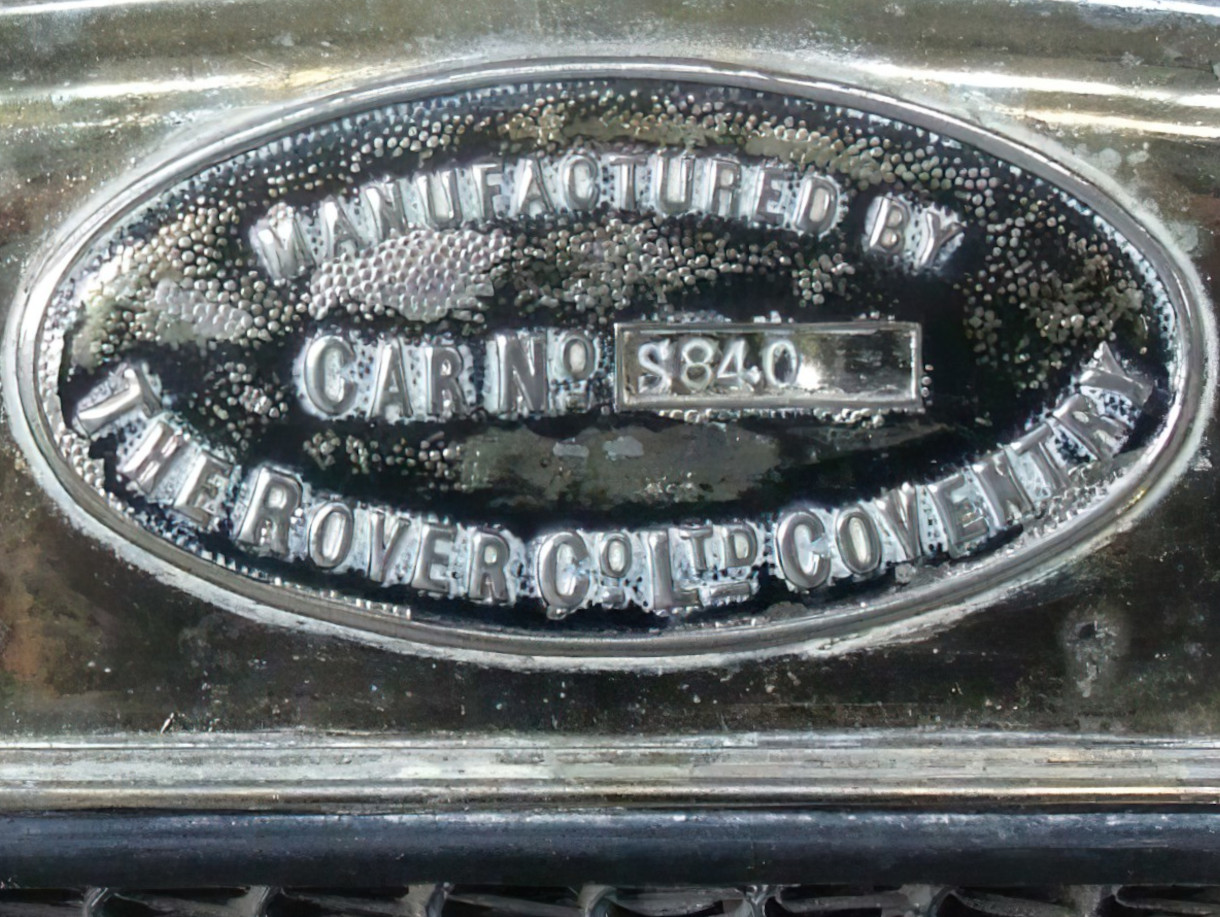 MANUFACTURED BY
CAR Nº S840
THE ROVER Cº LTD COVENTRY